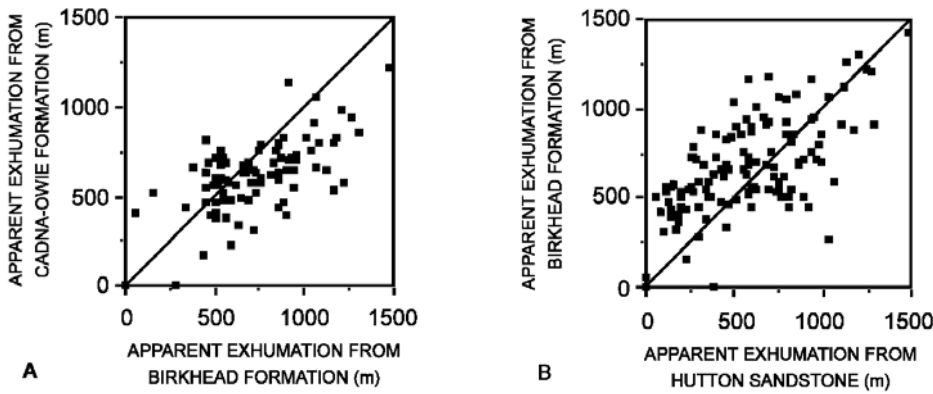 APPARENT EXHUMATION FROM
CADNA-OWIE FORMATION (m)
1500
1000
500
0
0 500 1000 1500
APPARENT EXHUMATION FROM
BIRKHEAD FORMATION (m)
A
APPARENT EXHUMATION FROM
BIRKHEAD FORMATION (m)
1500
1000
500
0
0 500 1000 1500
APPARENT EXHUMATION FROM
HUTTON SANDSTONE (m)
B